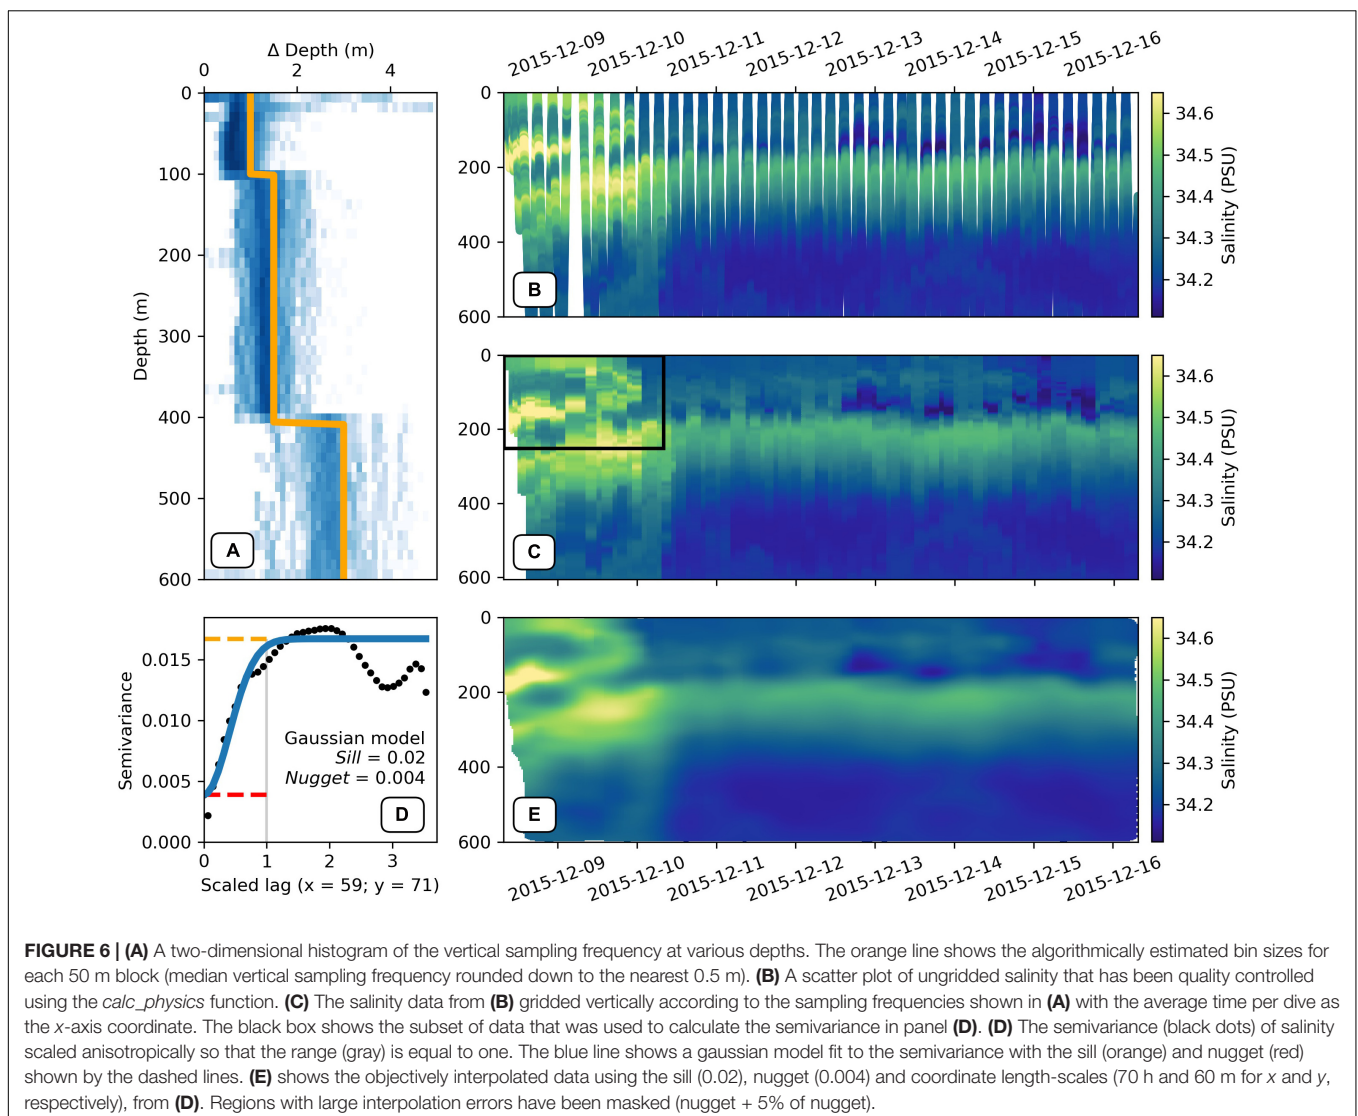 Δ Depth (m)
0 2 4
0
100
200
300
400
500
600
Depth (m)
A
2015-12-09
2015-12-10
2015-12-11
2015-12-12
2015-12-13
2015-12-14
2015-12-15
2015-12-16
0
200
400
600
B
34.6
34.5
34.4
34.3
34.2
Salinity (PSU)
0
200
400
600
C
34.6
34.5
34.4
34.3
34.2
Salinity (PSU)
0.015
0.010
0.005
0.000
Semivariance
Gaussian model
Sill = 0.02
Nugget = 0.004
D
0 1 2 3
Scaled lag (x = 59; y = 71)
0
200
400
600
E
34.6
34.5
34.4
34.3
34.2
Salinity (PSU)
2015-12-09
2015-12-10
2015-12-11
2015-12-12
2015-12-13
2015-12-14
2015-12-15
2015-12-16
FIGURE 6 | (A) A two-dimensional histogram of the vertical sampling frequency at various depths. The orange line shows the algorithmically estimated bin sizes for
each 50 m block (median vertical sampling frequency rounded down to the nearest 0.5 m). (B) A scatter plot of ungridded salinity that has been quality controlled
using the calc_physics function. (C) The salinity data from (B) gridded vertically according to the sampling frequencies shown in (A) with the average time per dive as
the x-axis coordinate. The black box shows the subset of data that was used to calculate the semivariance in panel (D). (D) The semivariance (black dots) of salinity
scaled anisotropically so that the range (gray) is equal to one. The blue line shows a gaussian model fit to the semivariance with the sill (orange) and nugget (red)
shown by the dashed lines. (E) shows the objectively interpolated data using the sill (0.02), nugget (0.004) and coordinate length-scales (70 h and 60 m for x and y,
respectively), from (D). Regions with large interpolation errors have been masked (nugget + 5% of nugget).